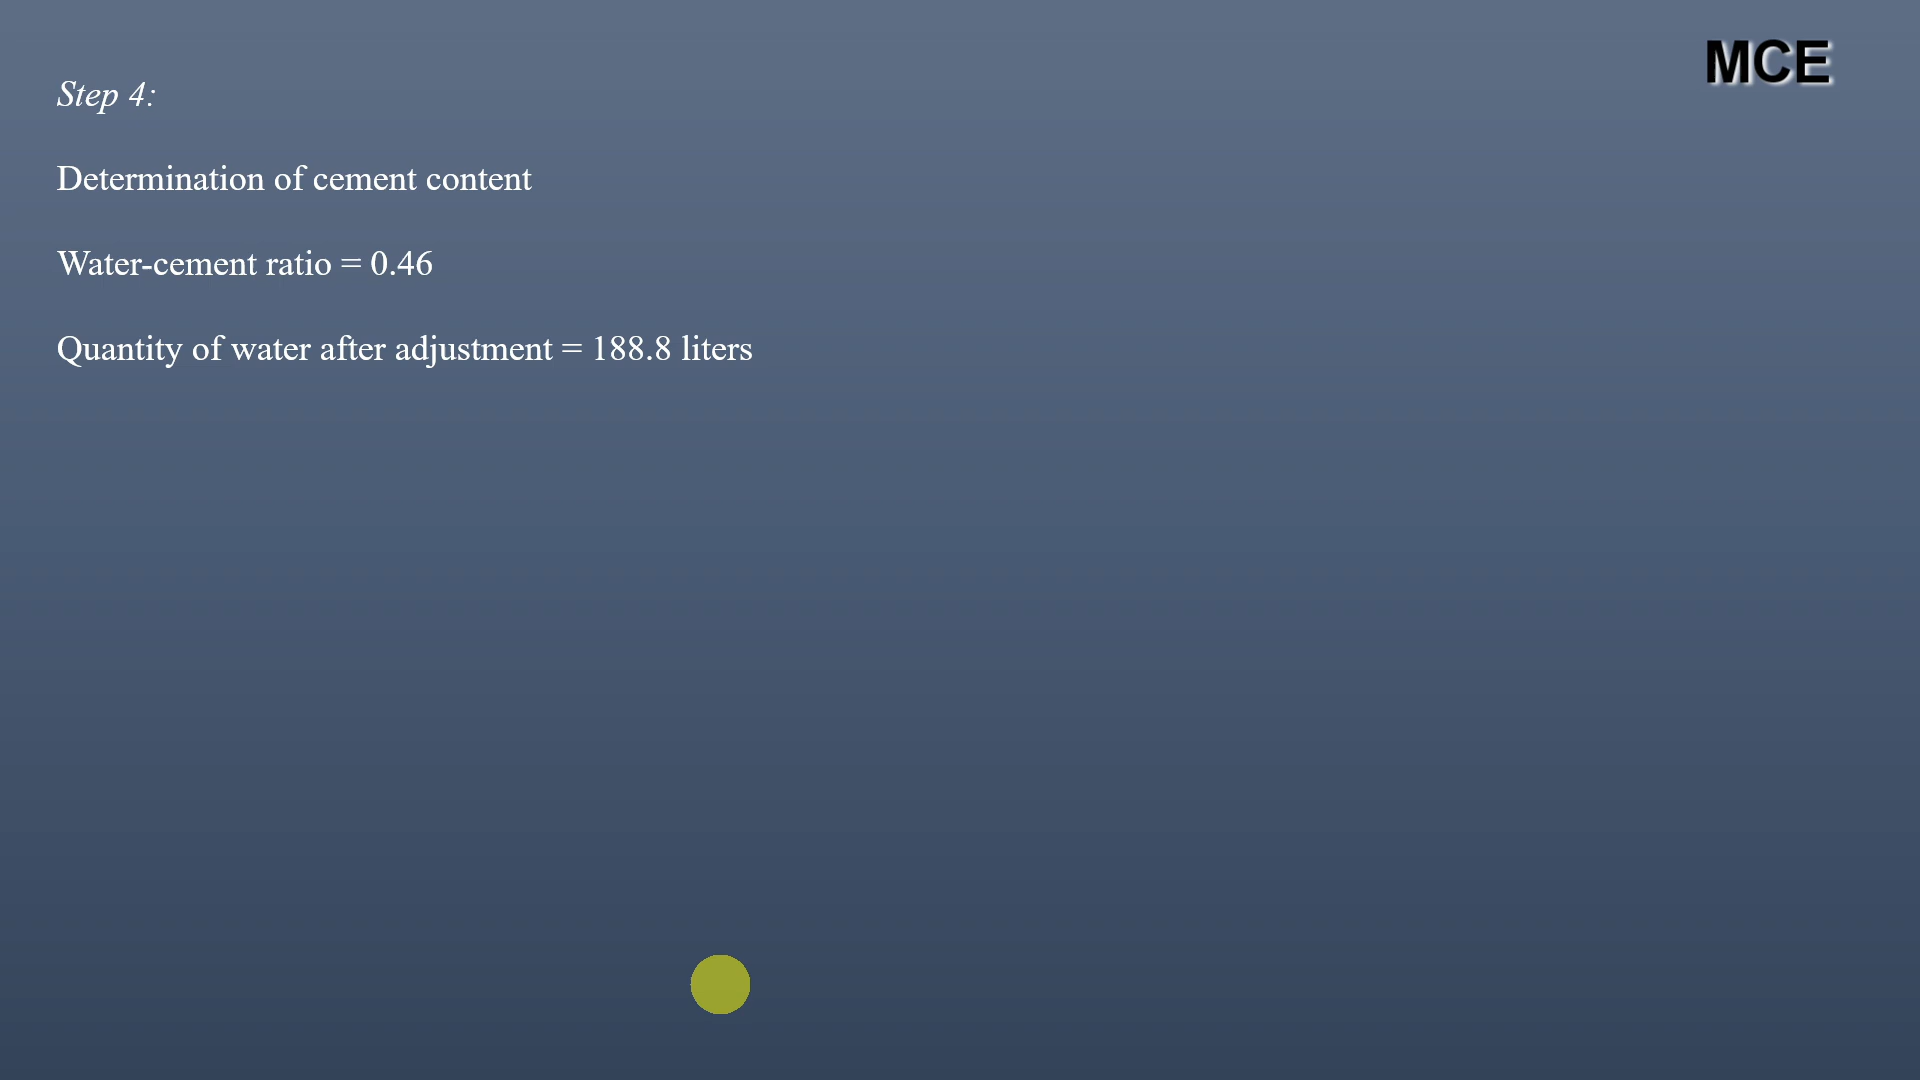 MCE
Step 4:
Determination of cement content
Water-cement ratio = 0.46
Quantity of water after adjustment = 188.8 liters